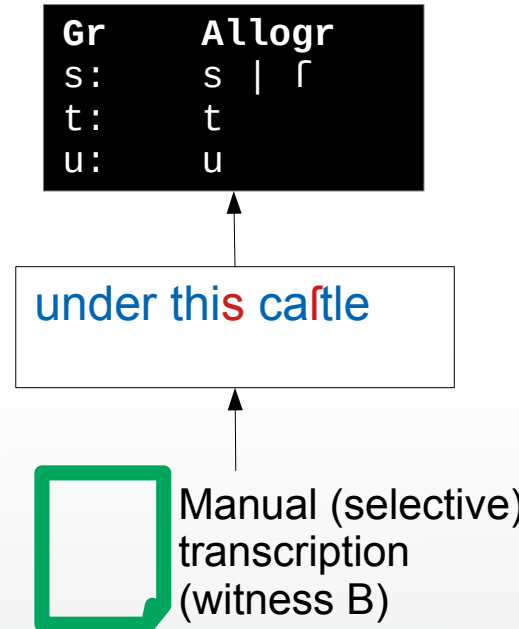 Gr Allogr
s: s | ſ
t: t
u: u
under this caſtle
Manual (selective)
transcription
(witness B)